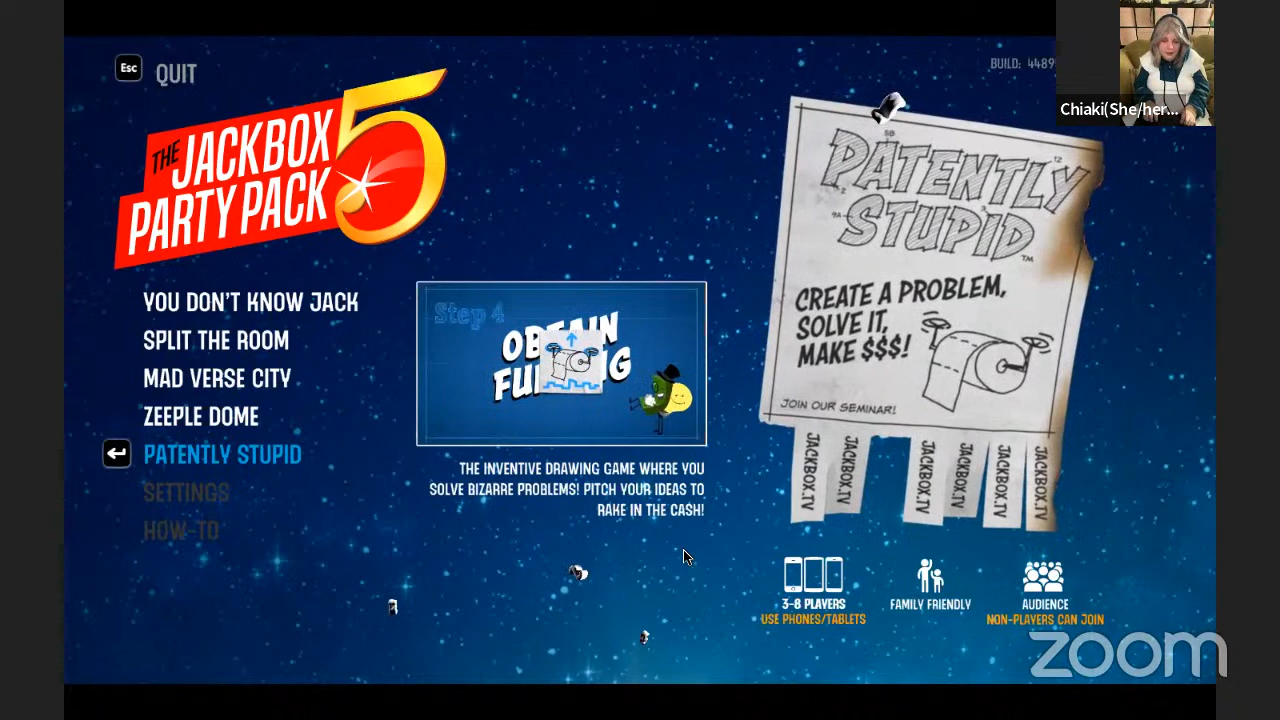 Esc QUIT
BUILD: 4489
Chiaki(She/her...
THE JACKBOX
PARTY PACK 5
YOU DON'T KNOW JACK
SPLIT THE ROOM
MAD VERSE CITY
ZEEPLE DOME
PATENTLY STUPID
SETTINGS
HOW-TO
Step 4
THE INVENTIVE DRAWING GAME WHERE YOU
SOLVE BIZARRE PROBLEMS! PITCH YOUR IDEAS TO
RAKE IN THE CASH!
PATENTLY
STUPID™
CREATE A PROBLEM,
SOLVE IT,
MAKE $$$!
JOIN OUR SEMINAR!
JACKBOX.TV
JACKBOX.TV
JACKBOX.TV
JACKBOX.TV
JACKBOX.TV
JACKBOX.TV
3-8 PLAYERS
USE PHONES/TABLETS
FAMILY FRIENDLY
AUDIENCE
NON-PLAYERS CAN JOIN
zoom